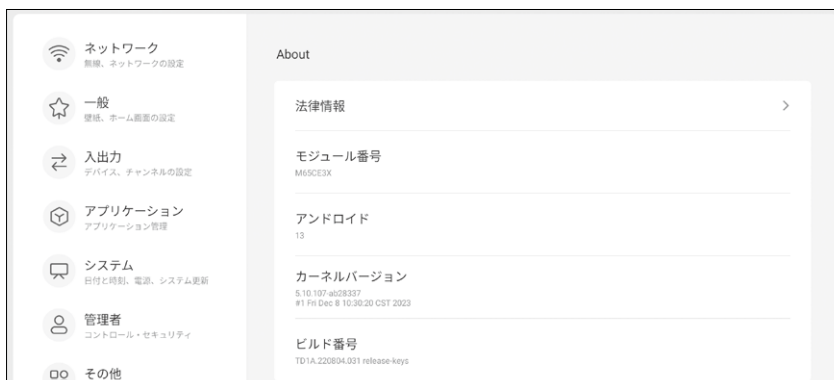 ネットワーク
無線、ネットワークの設定
一般
壁紙、ホーム画面の設定
入出力
デバイス、チャンネルの設定
アプリケーション
アプリケーション管理
システム
日付と時刻、電源、システム更新
管理者
コントロール・セキュリティ
その他
About
法律情報
モジュール番号
M65CE3X
アンドロイド
13
カーネルバージョン
5.10.107-ab28337
#1 Fri Dec 8 10:30:20 CST 2023
ビルド番号
TD1A.220804.031 release-keys